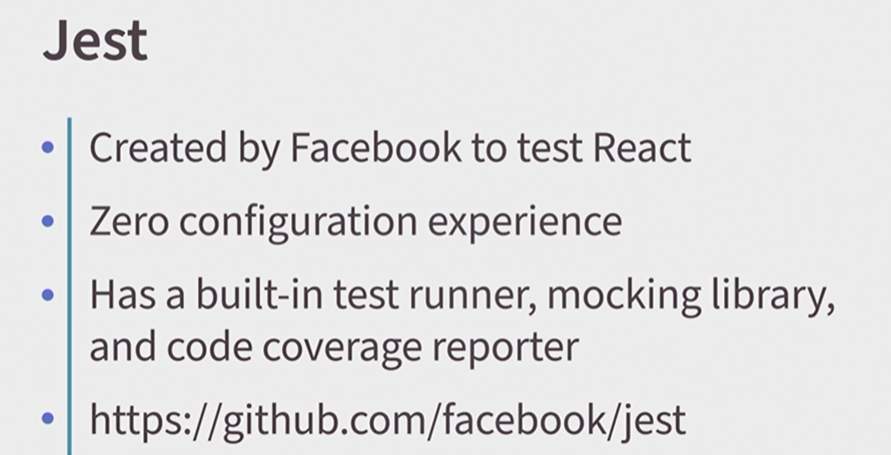 Jest
• Created by Facebook to test React
• Zero configuration experience
• Has a built-in test runner, mocking library,
and code coverage reporter
• https://github.com/facebook/jest